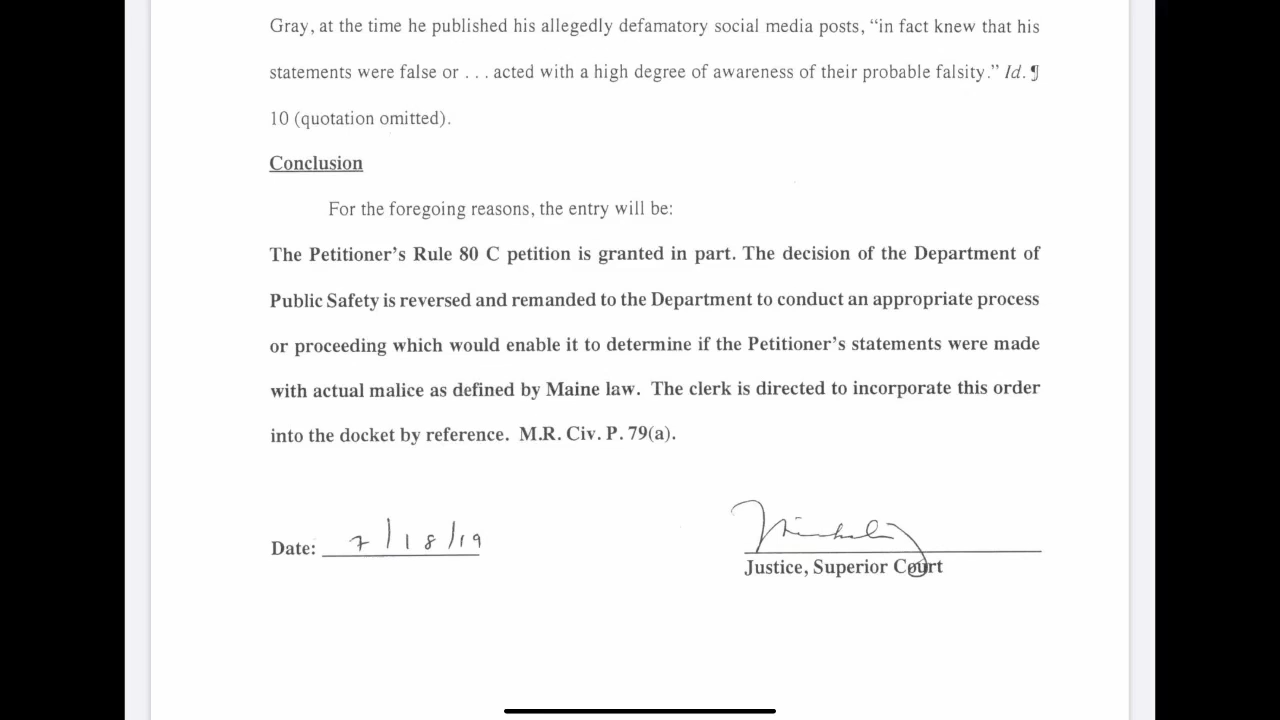 Gray, at the time he published his allegedly defamatory social media posts, “in fact knew that his
statements were false or . . . acted with a high degree of awareness of their probable falsity.” Id. ¶
10 (quotation omitted).
Conclusion
For the foregoing reasons, the entry will be:
The Petitioner’s Rule 80 C petition is granted in part. The decision of the Department of
Public Safety is reversed and remanded to the Department to conduct an appropriate process
or proceeding which would enable it to determine if the Petitioner’s statements were made
with actual malice as defined by Maine law. The clerk is directed to incorporate this order
into the docket by reference. M.R. Civ. P. 79(a).
Date: 7/18/19
Justice, Superior Court